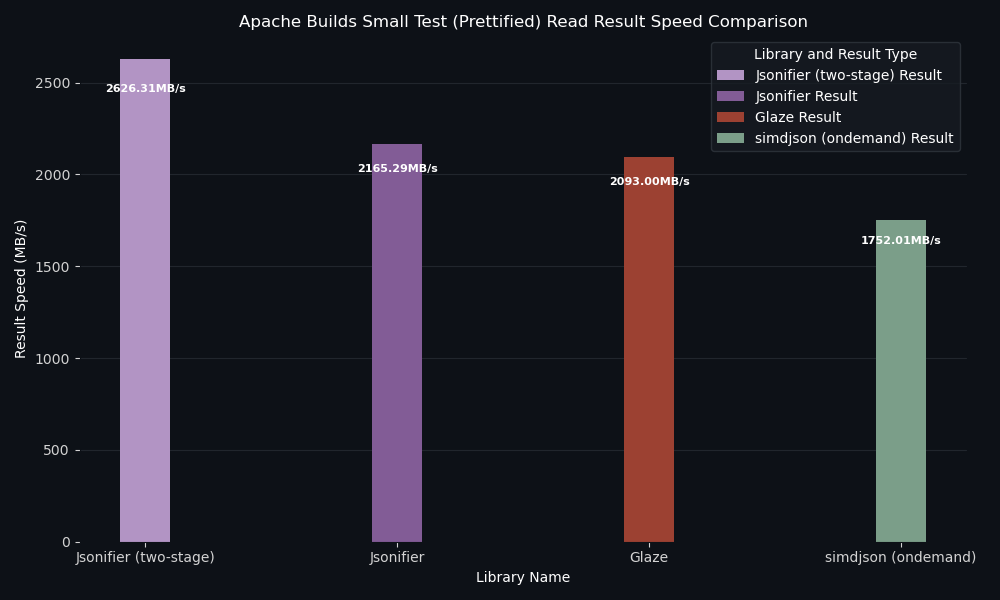 Apache Builds Small Test (Prettified) Read Result Speed Comparison
Library and Result Type
Jsonifier (two-stage) Result
Jsonifier Result
Glaze Result
simdjson (ondemand) Result
2626.31MB/s
2165.29MB/s
2093.00MB/s
1752.01MB/s
Result Speed (MB/s)
2500
2000
1500
1000
500
0
Jsonifier (two-stage)
Jsonifier
Glaze
simdjson (ondemand)
Library Name